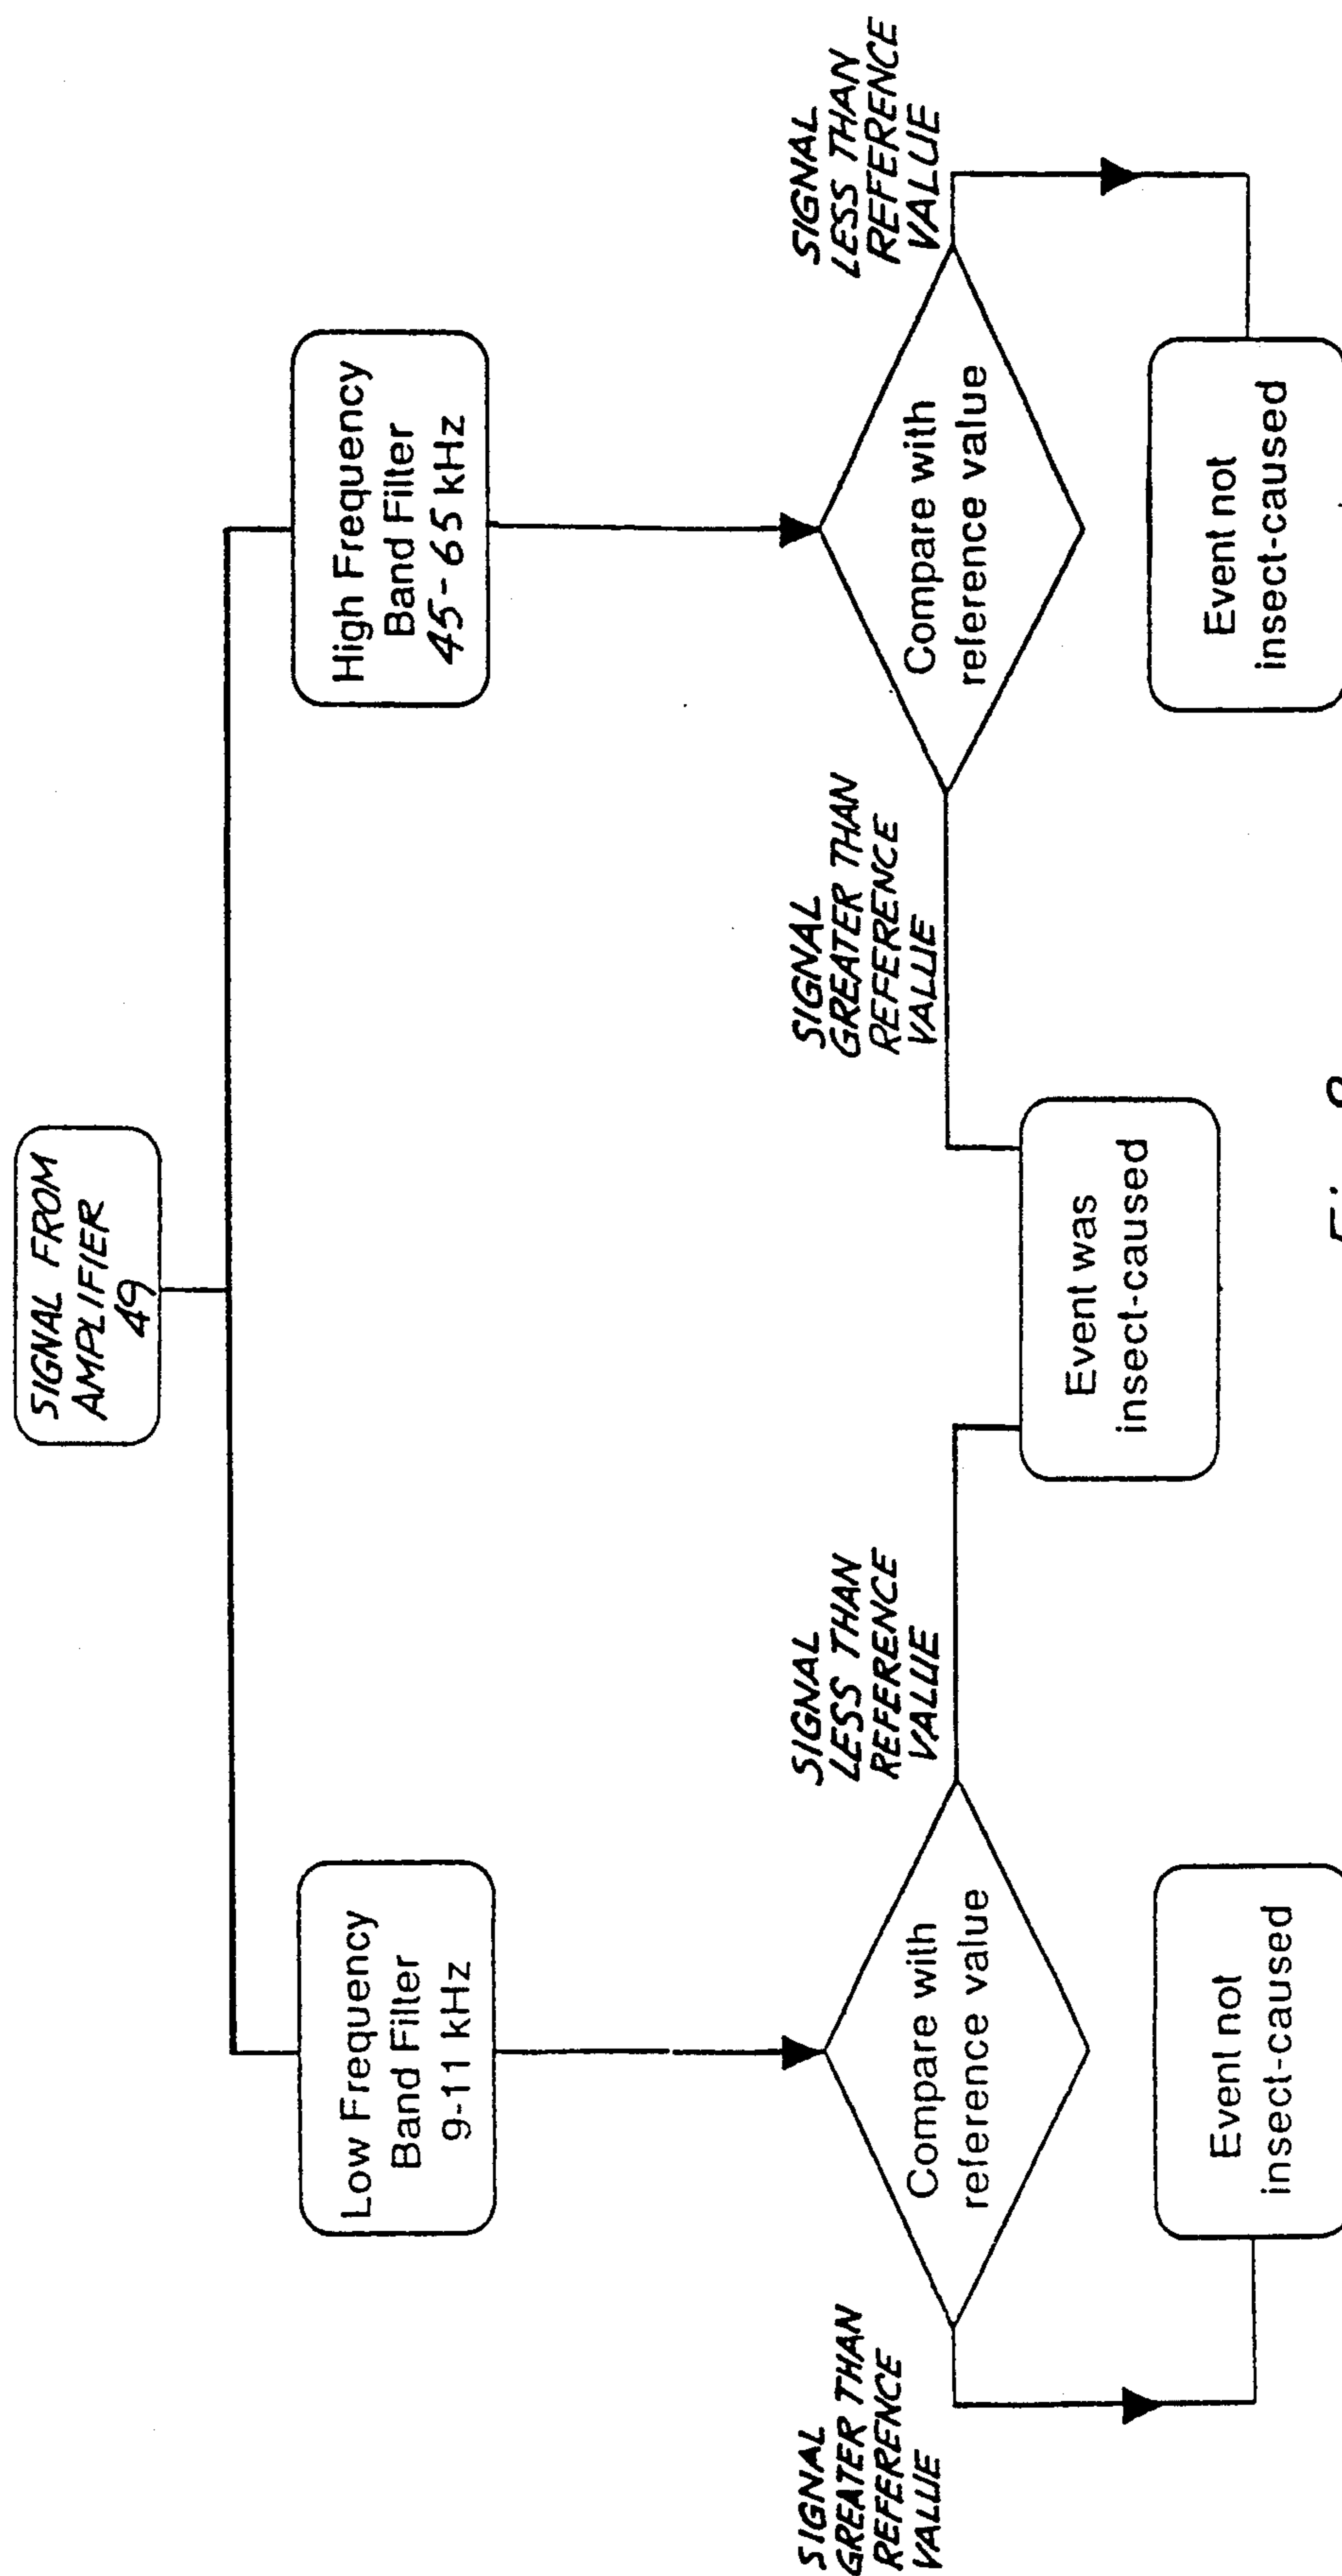 SIGNAL FROM
AMPLIFIER
49
Low Frequency
Band Filter
9-11 kHz
High Frequency
Band Filter
45-65 kHz
SIGNAL
GREATER THAN
REFERENCE
VALUE
Compare with
reference value
SIGNAL
LESS THAN
REFERENCE
VALUE
SIGNAL
GREATER THAN
REFERENCE
VALUE
Compare with
reference value
SIGNAL
LESS THAN
REFERENCE
VALUE
Event not
insect-caused
Event was
insect-caused
Event not
insect-caused